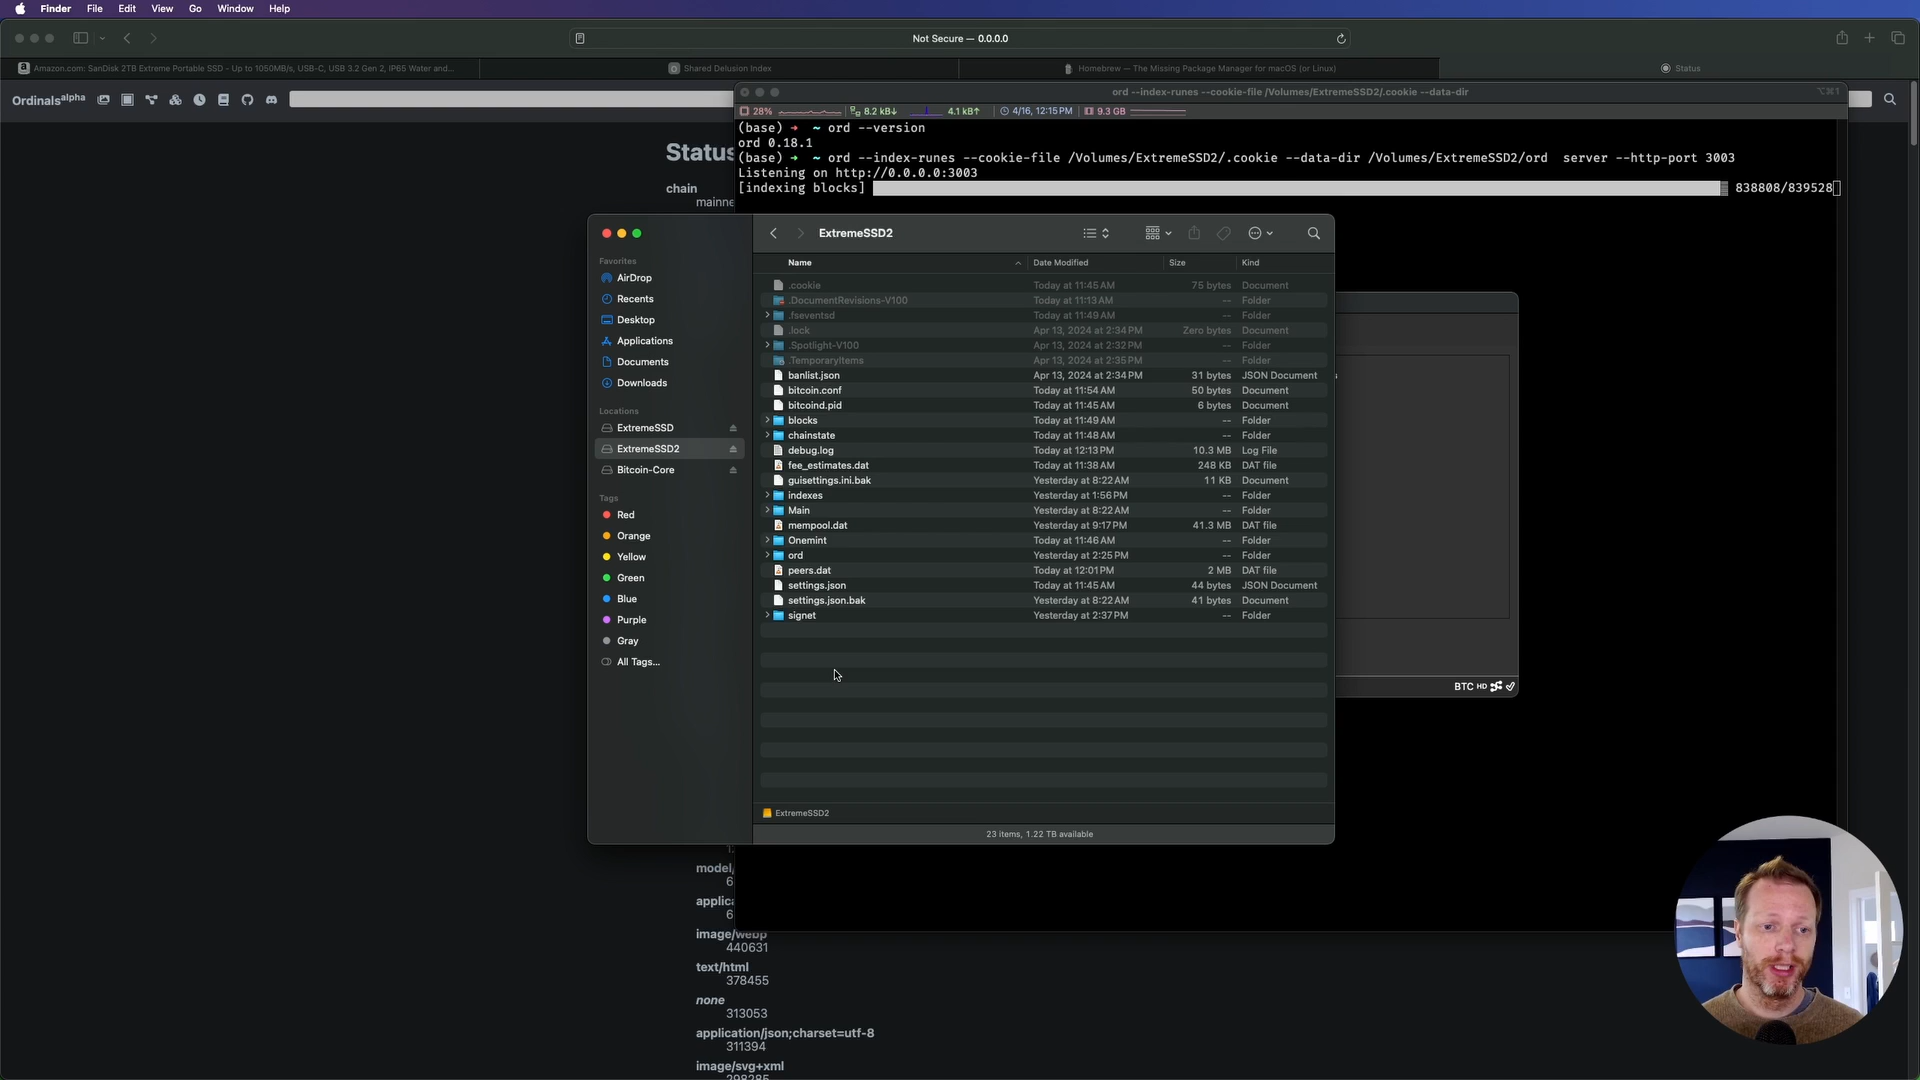 Finder File Edit View Go Window Help
Not Secure — 0.0.0.0
Amazon.com: SanDisk 2TB Extreme Portable SSD - Up to 1050MB/s, USB-C, USB 3.2 Gen 2, IP65 Water and...
Shared Delusion Index
Homebrew — The Missing Package Manager for macOS (or Linux)
Status
Ordinalsalpha
ord --index-runes --cookie-file /Volumes/ExtremeSSD2/.cookie --data-dir
⌥⌘1
28% 8.2 kB↓ 4.1 kB↑ 4/16, 12:15 PM 9.3 GB
(base) ➜ ~ ord --version
ord 0.18.1
(base) ➜ ~ ord --index-runes --cookie-file /Volumes/ExtremeSSD2/.cookie --data-dir /Volumes/ExtremeSSD2/ord server --http-port 3003
Listening on http://0.0.0.0:3003
[indexing blocks] 838808/839528
Status
chain
mainne
ExtremeSSD2
Favorites
AirDrop
Recents
Desktop
Applications
Documents
Downloads
Locations
ExtremeSSD
ExtremeSSD2
Bitcoin-Core
Tags
Red
Orange
Yellow
Green
Blue
Purple
Gray
All Tags...
Name Date Modified Size Kind
.cookie Today at 11:45 AM 75 bytes Document
.DocumentRevisions-V100 Today at 11:13 AM -- Folder
.fseventsd Today at 11:49 AM -- Folder
.lock Apr 13, 2024 at 2:34 PM Zero bytes Document
.Spotlight-V100 Apr 13, 2024 at 2:32 PM -- Folder
.TemporaryItems Apr 13, 2024 at 2:35 PM -- Folder
banlist.json Apr 13, 2024 at 2:34 PM 31 bytes JSON Document
bitcoin.conf Today at 11:54 AM 50 bytes Document
bitcoind.pid Today at 11:45 AM 6 bytes Document
blocks Today at 11:49 AM -- Folder
chainstate Today at 11:48 AM -- Folder
debug.log Today at 12:13 PM 10.3 MB Log File
fee_estimates.dat Today at 11:38 AM 248 KB DAT file
guisettings.ini.bak Yesterday at 8:22 AM 11 KB Document
indexes Yesterday at 1:56 PM -- Folder
Main Yesterday at 8:22 AM -- Folder
mempool.dat Yesterday at 9:17 PM 41.3 MB DAT file
Onemint Today at 11:46 AM -- Folder
ord Yesterday at 2:25 PM -- Folder
peers.dat Today at 12:01 PM 2 MB DAT file
settings.json Today at 11:45 AM 44 bytes JSON Document
settings.json.bak Yesterday at 8:22 AM 41 bytes Document
signet Yesterday at 2:37 PM -- Folder
ExtremeSSD2
23 items, 1.22 TB available
BTC HD
model/
6
applica
6
image/webp
440631
text/html
378455
none
313053
application/json;charset=utf-8
311394
image/svg+xml